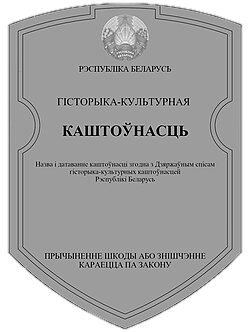 РЭСПУБЛІКА БЕЛАРУСЬ
ГІСТОРЫКА-КУЛЬТУРНАЯ
КАШТОЎНАСЦЬ
Назва і датаванне каштоўнасці згодна з Дзяржаўным спісам
гісторыка-культурных каштоўнасцей
Рэспублікі Беларусь
ПРЫЧЫНЕННЕ ШКОДЫ АБО ЗНІШЧЭННЕ
КАРАЕЦЦА ПА ЗАКОНУ